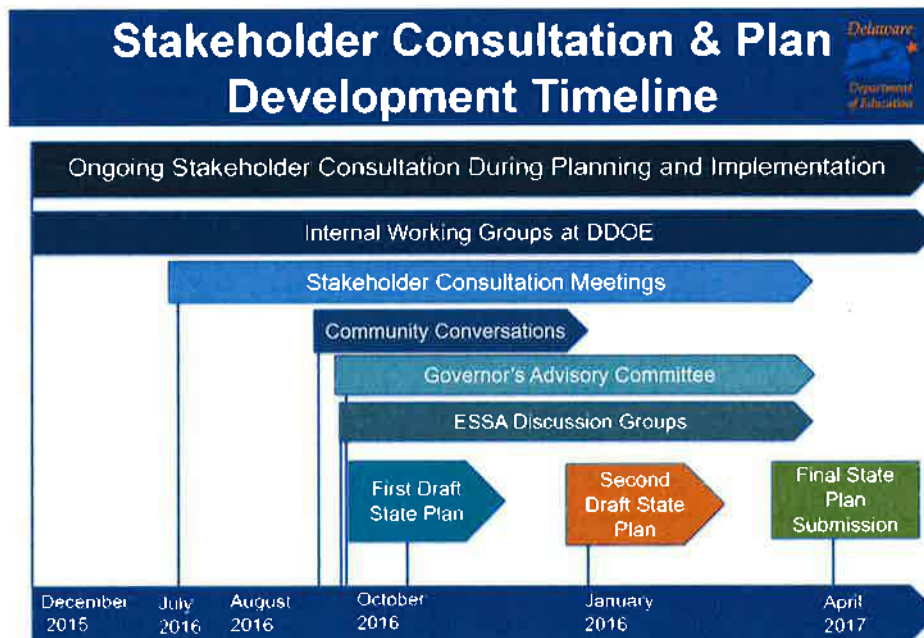 Stakeholder Consultation & Plan
Development Timeline
Delaware
Department
of Education
Ongoing Stakeholder Consultation During Planning and Implementation
Internal Working Groups at DDOE
Stakeholder Consultation Meetings
Community Conversations
Governor's Advisory Committee
ESSA Discussion Groups
First Draft
State Plan
Second
Draft State
Plan
Final State
Plan
Submission
December
2015
July
2016
August
2016
October
2016
January
2016
April
2017